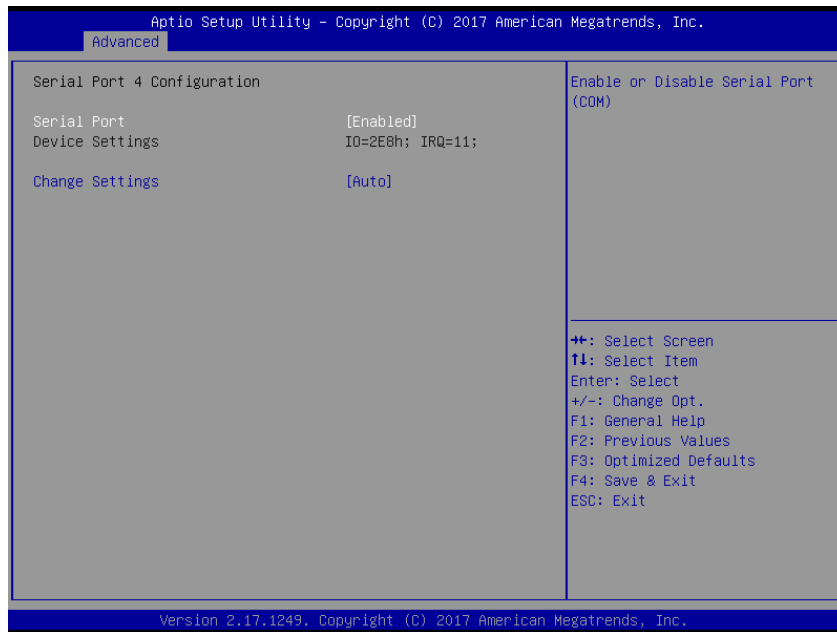 Aptio Setup Utility – Copyright (C) 2017 American Megatrends, Inc.
Advanced
Serial Port 4 Configuration
Serial Port [Enabled]
Device Settings IO=2E8h; IRQ=11;
Change Settings [Auto]
Enable or Disable Serial Port
(COM)
→←: Select Screen
↑↓: Select Item
Enter: Select
+/-: Change Opt.
F1: General Help
F2: Previous Values
F3: Optimized Defaults
F4: Save & Exit
ESC: Exit
Version 2.17.1249. Copyright (C) 2017 American Megatrends, Inc.